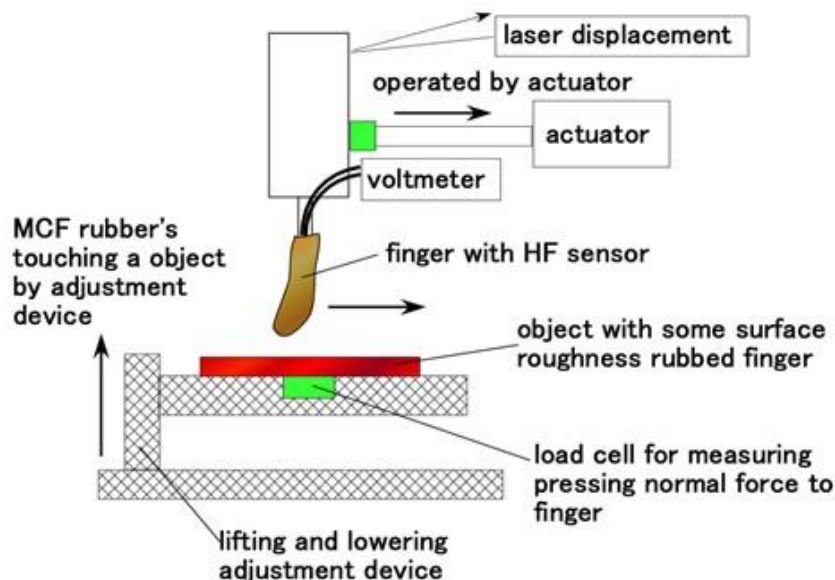 laser displacement
operated by actuator
actuator
voltmeter
MCF rubber's
touching a object
by adjustment
device
finger with HF sensor
object with some surface
roughness rubbed finger
load cell for measuring
pressing normal force to
finger
lifting and lowering
adjustment device